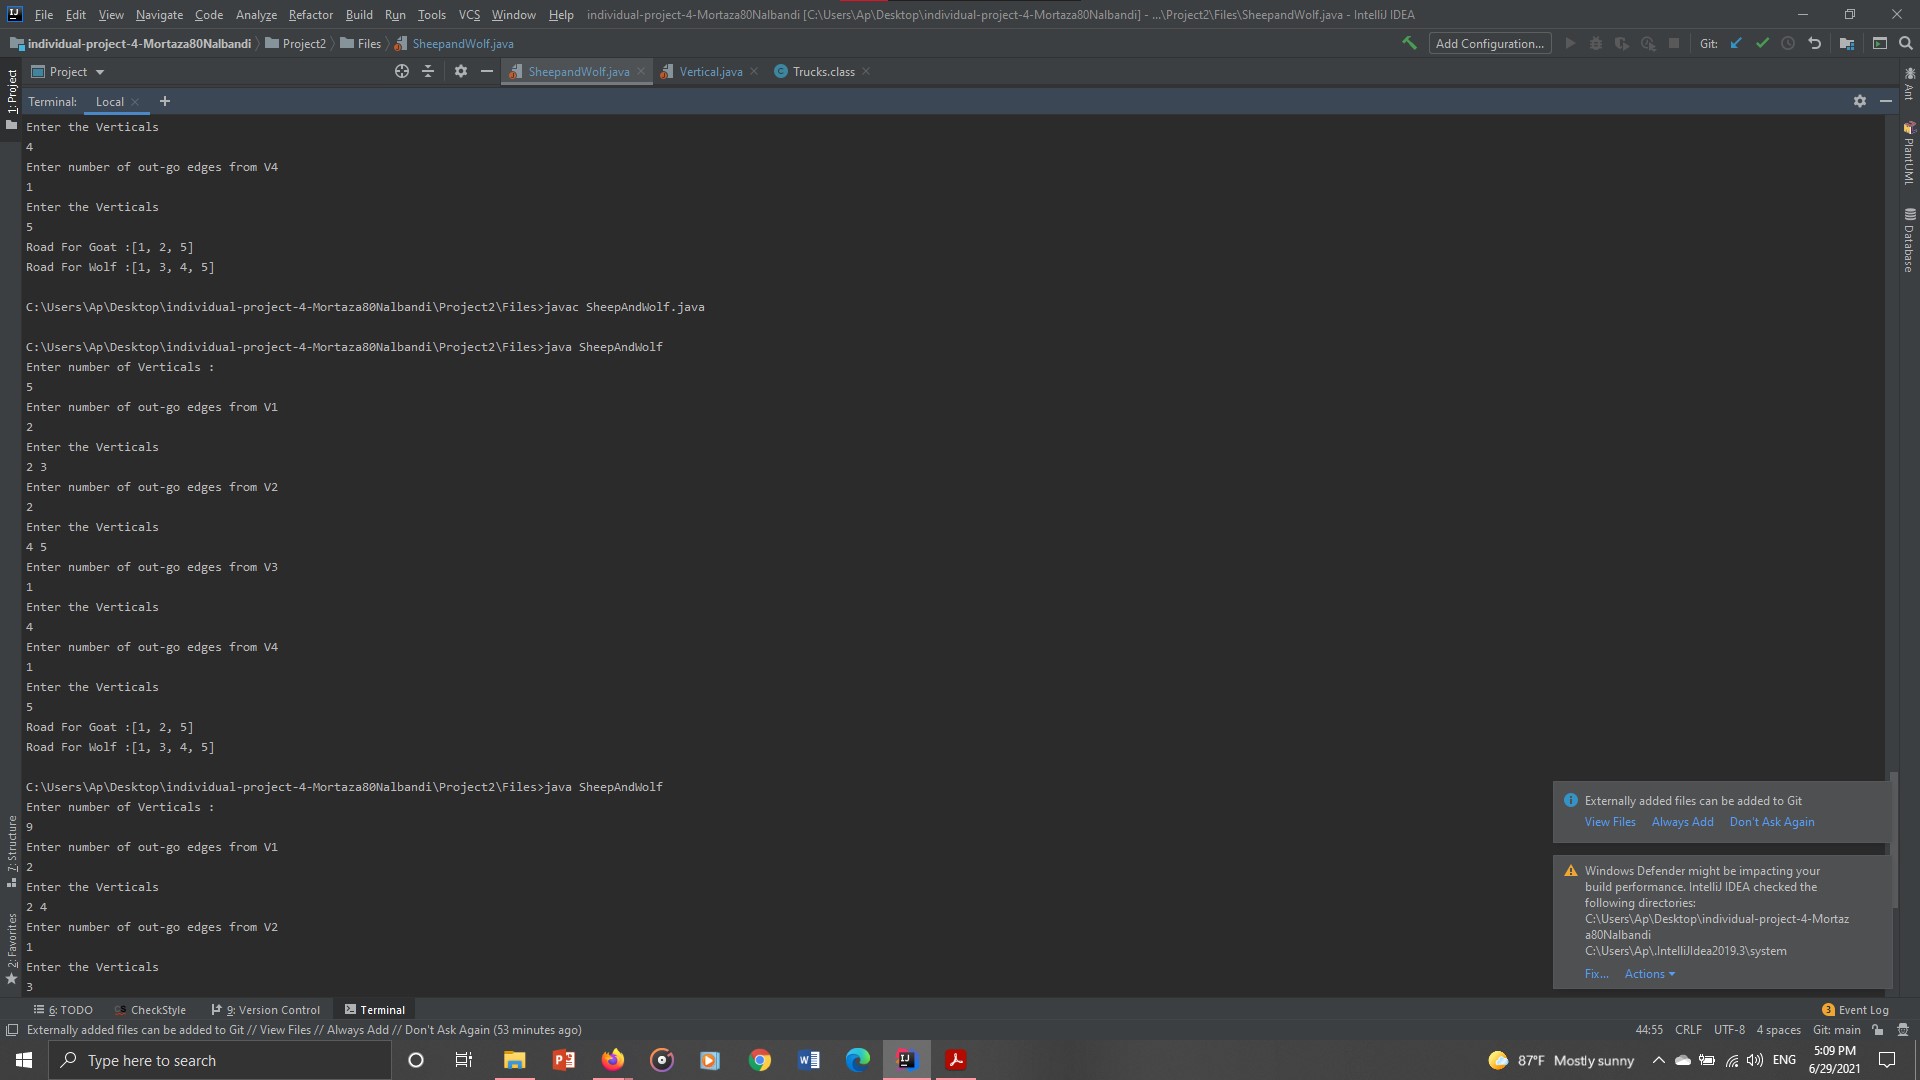 File Edit View Navigate Code Analyze Refactor Build Run Tools VCS Window Help individual-project-4-Mortaza80Nalbandi [C:\Users\Ap\Desktop\individual-project-4-Mortaza80Nalbandi] - ...\Project2\Files\SheepandWolf.java - IntelliJ IDEA
individual-project-4-Mortaza80Nalbandi Project2 Files SheepandWolf.java Add Configuration... Git:
Project SheepandWolf.java Vertical.java Trucks.class
Terminal: Local +
1: Project
7: Structure
2: Favorites
Ant
PlantUML
Database
Enter the Verticals
4
Enter number of out-go edges from V4
1
Enter the Verticals
5
Road For Goat :[1, 2, 5]
Road For Wolf :[1, 3, 4, 5]
C:\Users\Ap\Desktop\individual-project-4-Mortaza80Nalbandi\Project2\Files>javac SheepAndWolf.java
C:\Users\Ap\Desktop\individual-project-4-Mortaza80Nalbandi\Project2\Files>java SheepAndWolf
Enter number of Verticals :
5
Enter number of out-go edges from V1
2
Enter the Verticals
2 3
Enter number of out-go edges from V2
2
Enter the Verticals
4 5
Enter number of out-go edges from V3
1
Enter the Verticals
4
Enter number of out-go edges from V4
1
Enter the Verticals
5
Road For Goat :[1, 2, 5]
Road For Wolf :[1, 3, 4, 5]
C:\Users\Ap\Desktop\individual-project-4-Mortaza80Nalbandi\Project2\Files>java SheepAndWolf
Enter number of Verticals :
9
Enter number of out-go edges from V1
2
Enter the Verticals
2 4
Enter number of out-go edges from V2
1
Enter the Verticals
3
Externally added files can be added to Git
View Files Always Add Don't Ask Again
Windows Defender might be impacting your
build performance. IntelliJ IDEA checked the
following directories:
C:\Users\Ap\Desktop\individual-project-4-Mortaz
a80Nalbandi
C:\Users\Ap\.IntelliJIdea2019.3\system
Fix... Actions
6: TODO CheckStyle 9: Version Control Terminal 3 Event Log
Externally added files can be added to Git // View Files // Always Add // Don't Ask Again (53 minutes ago) 44:55 CRLF UTF-8 4 spaces Git: main
Type here to search 87°F Mostly sunny ENG 5:09 PM
6/29/2021